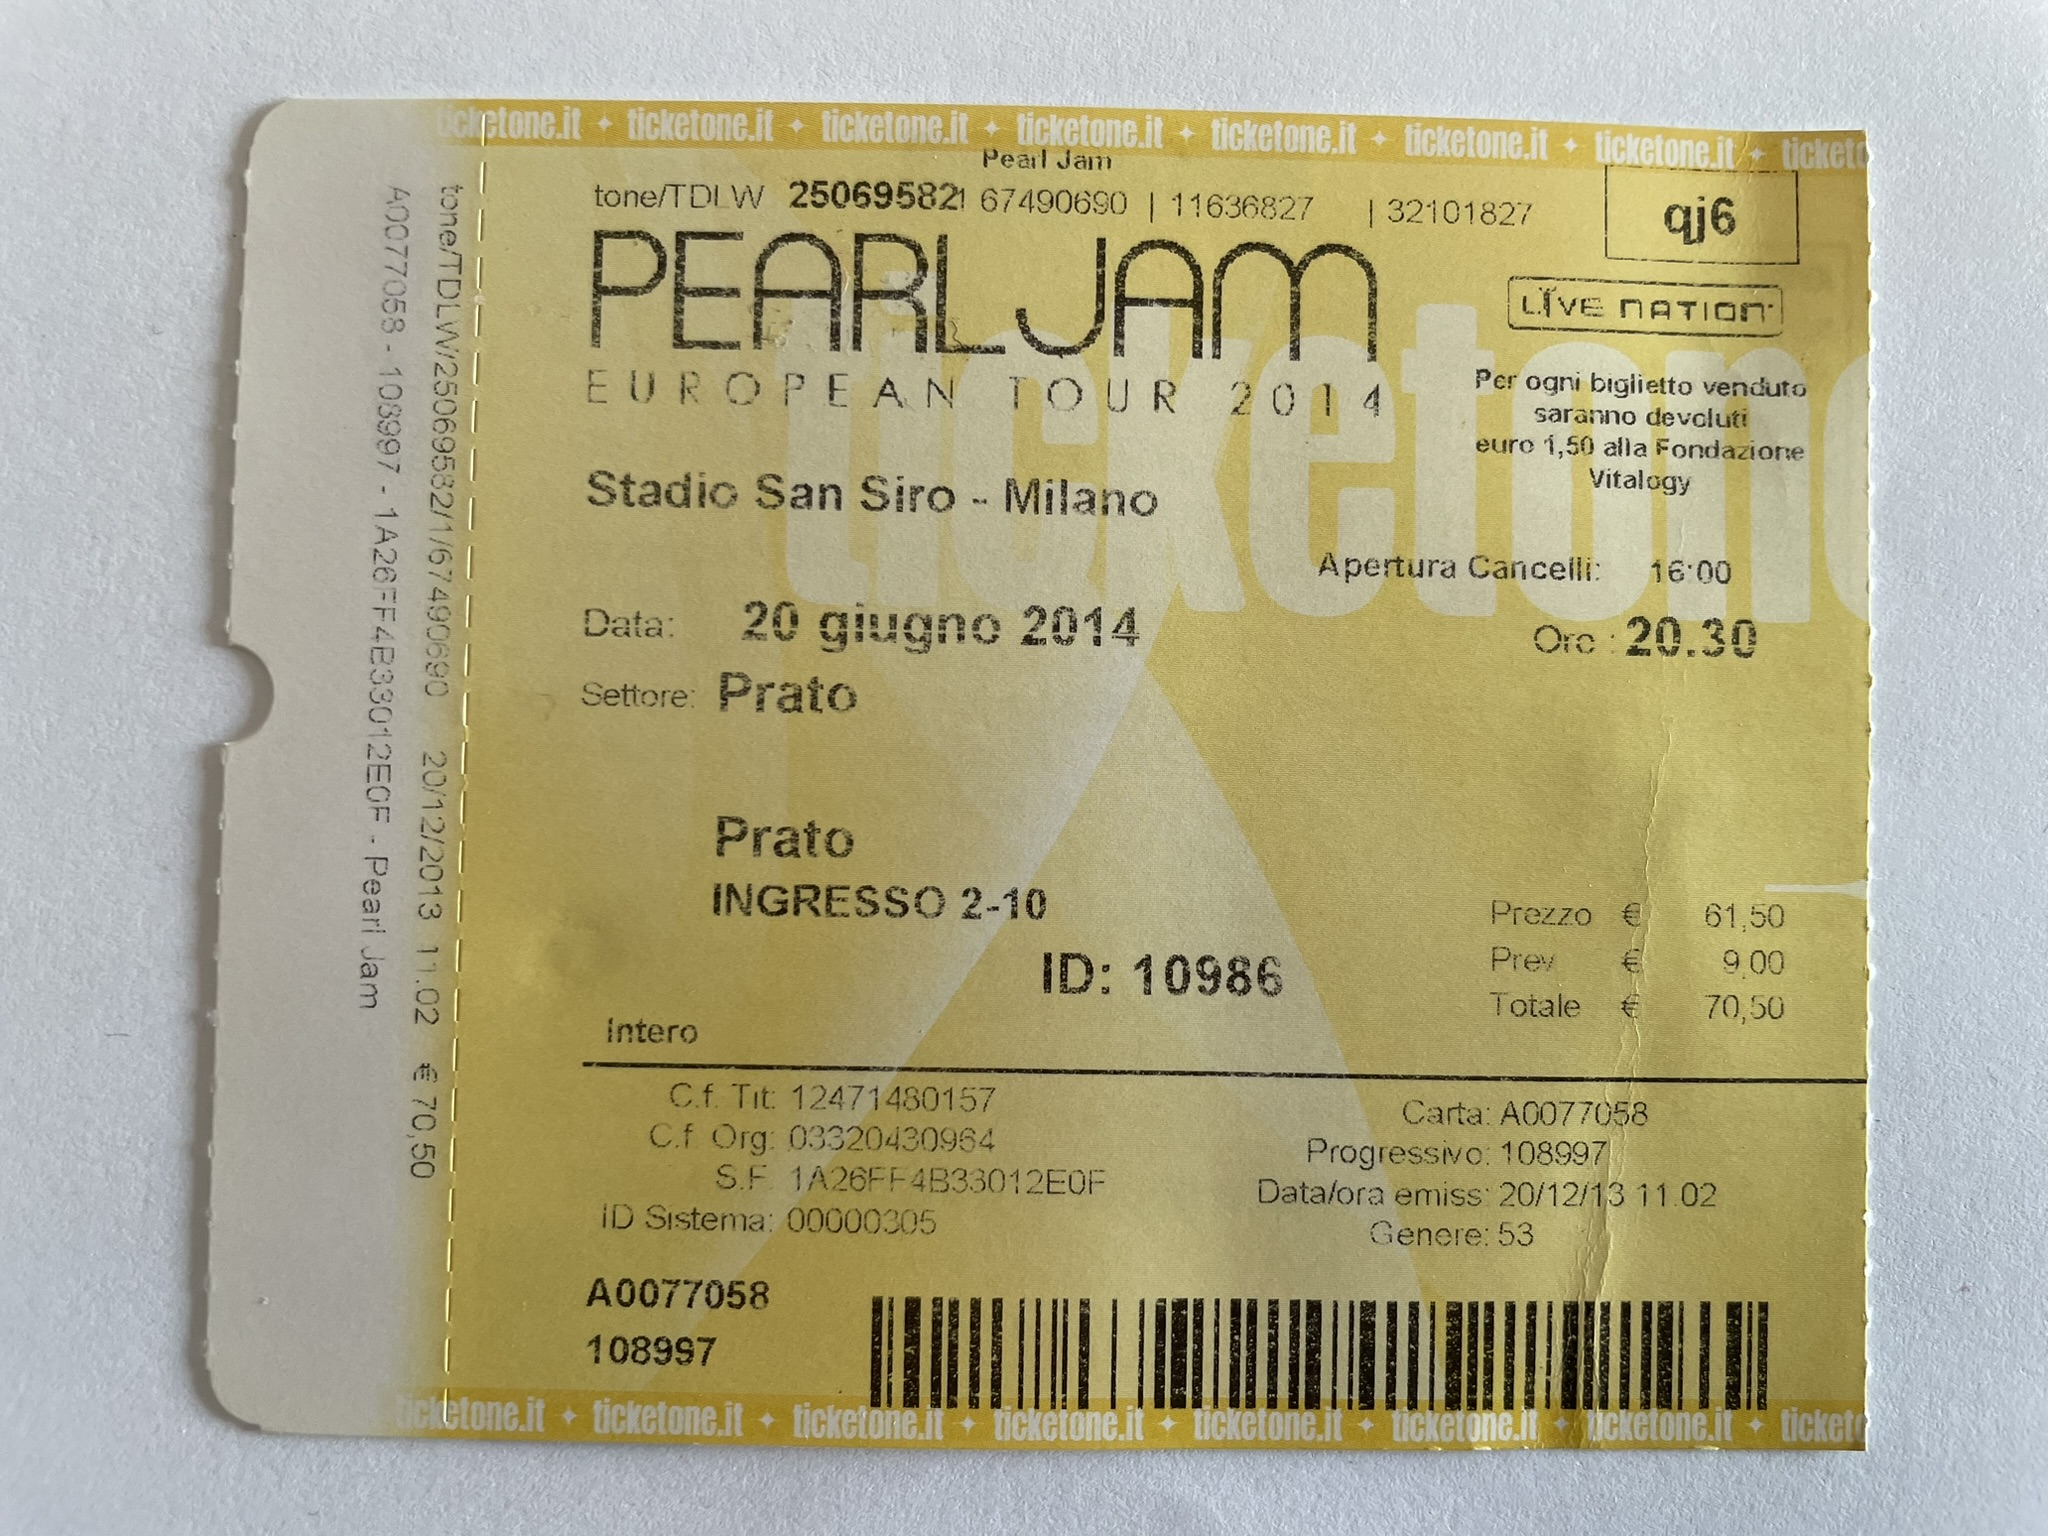 ticketone.it ✦ ticketone.it ✦ ticketone.it ✦ ticketone.it ✦ ticketone.it ✦ ticketone.it ✦ ticketone.it ✦ ticketo
Pearl Jam
tone/TDLW 25069582/1 67490690 | 11636827 | 32101827
qj6
PEARL JAM
LIVE NATION
EUROPEAN TOUR 2014
Per ogni biglietto venduto
saranno devoluti
euro 1,50 alla Fondazione
Vitalogy
Stadio San Siro - Milano
Apertura Cancelli: 16:00
Data: 20 giugno 2014
Ore : 20.30
Settore: Prato
Prato
INGRESSO 2-10
ID: 10986
Prezzo € 61,50
Prev € 9,00
Totale € 70,50
Intero
C.f. Tit: 12471480157
C.f. Org: 03320430964
S.F. 1A26FF4B33012E0F
ID Sistema: 00000305
Carta: A0077058
Progressivo: 108997
Data/ora emiss: 20/12/13 11.02
Genere: 53
A0077058
108997
ticketone.it ✦ ticketone.it ✦ ticketone.it ✦ ticketone.it ✦ ticketone.it ✦ ticketone.it ✦ ticketone.it ✦ ticketo
tone/TDLW/25069582/1/67490690 20/12/2013 11.02 € 70,50
A0077058 - 108997 - 1A26FF4B33012E0F - Pearl Jam
ticketone